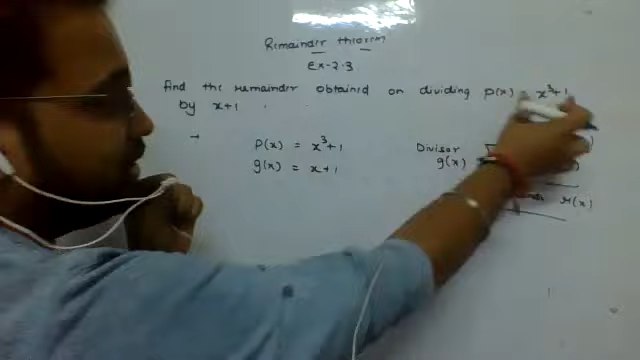 Remainder theorem
Ex-2.3
find the remainder obtained on dividing p(x) x³+1
by x+1.
→
P(x) = x³+1
g(x) = x+1
Divisor
g(x)
r(x)